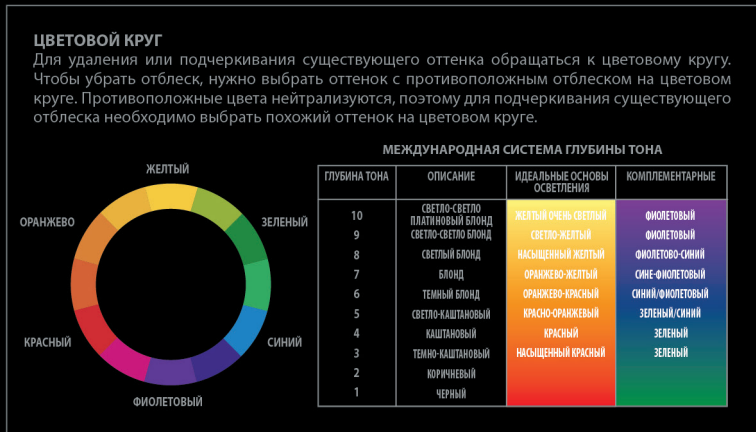 ЦВЕТОВОЙ КРУГ
Для удаления или подчеркивания существующего оттенка обращаться к цветовому кругу.
Чтобы убрать отблеск, нужно выбрать оттенок с противоположным отблеском на цветовом
круге. Противоположные цвета нейтрализуются, поэтому для подчеркивания существующего
отблеска необходимо выбрать похожий оттенок на цветовом круге.
ЖЕЛТЫЙ
ОРАНЖЕВО
ЗЕЛЕНЫЙ
КРАСНЫЙ
СИНИЙ
ФИОЛЕТОВЫЙ
МЕЖДУНАРОДНАЯ СИСТЕМА ГЛУБИНЫ ТОНА
ГЛУБИНА ТОНА ОПИСАНИЕ ИДЕАЛЬНЫЕ ОСНОВЫ КОМПЛЕМЕНТАРНЫЕ
ОСВЕТЛЕНИЯ
10 СВЕТЛО-СВЕТЛО ЖЕЛТЫЙ ОЧЕНЬ СВЕТЛЫЙ ФИОЛЕТОВЫЙ
ПЛАТИНОВЫЙ БЛОНД
9 СВЕТЛО-СВЕТЛО БЛОНД СВЕТЛО-ЖЕЛТЫЙ ФИОЛЕТОВЫЙ
8 СВЕТЛЫЙ БЛОНД НАСЫЩЕННЫЙ ЖЕЛТЫЙ ФИОЛЕТОВО-СИНИЙ
7 БЛОНД ОРАНЖЕВО-ЖЕЛТЫЙ СИНЕ-ФИОЛЕТОВЫЙ
6 ТЕМНЫЙ БЛОНД ОРАНЖЕВО-КРАСНЫЙ СИНИЙ/ФИОЛЕТОВЫЙ
5 СВЕТЛО-КАШТАНОВЫЙ КРАСНО-ОРАНЖЕВЫЙ ЗЕЛЕНЫЙ/СИНИЙ
4 КАШТАНОВЫЙ КРАСНЫЙ ЗЕЛЕНЫЙ
3 ТЕМНО-КАШТАНОВЫЙ НАСЫЩЕННЫЙ КРАСНЫЙ ЗЕЛЕНЫЙ
2 КОРИЧНЕВЫЙ
1 ЧЕРНЫЙ